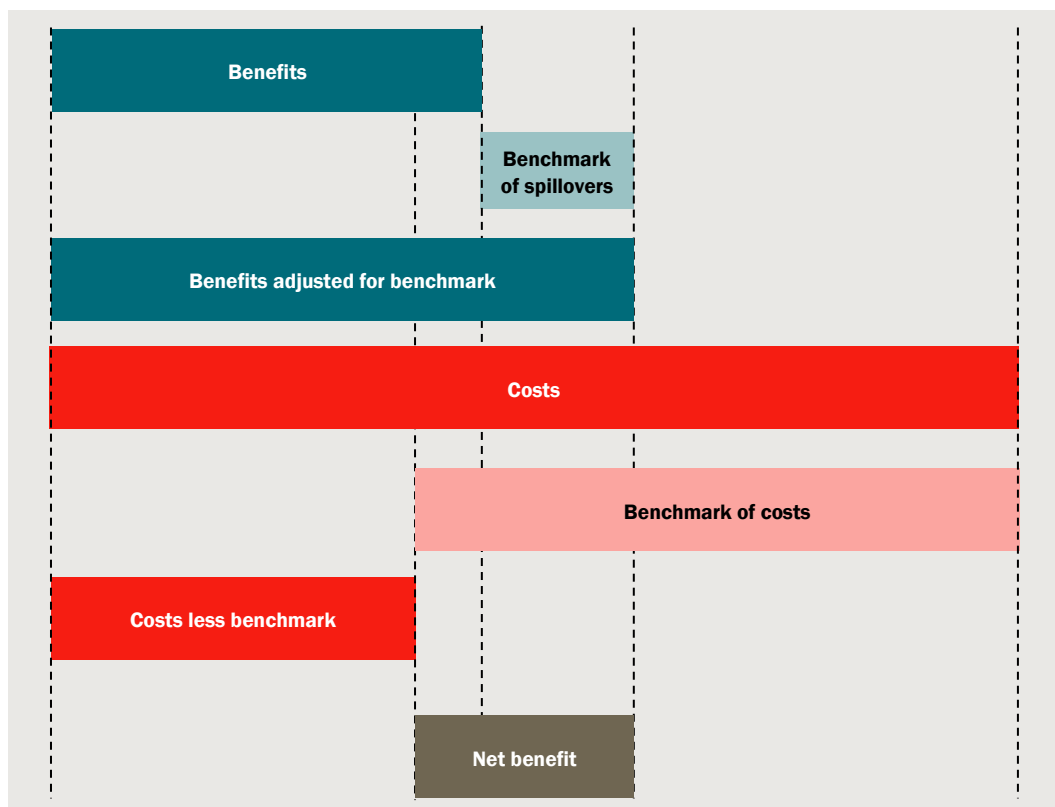 Benefits
Benchmark
of spillovers
Benefits adjusted for benchmark
Costs
Benchmark of costs
Costs less benchmark
Net benefit